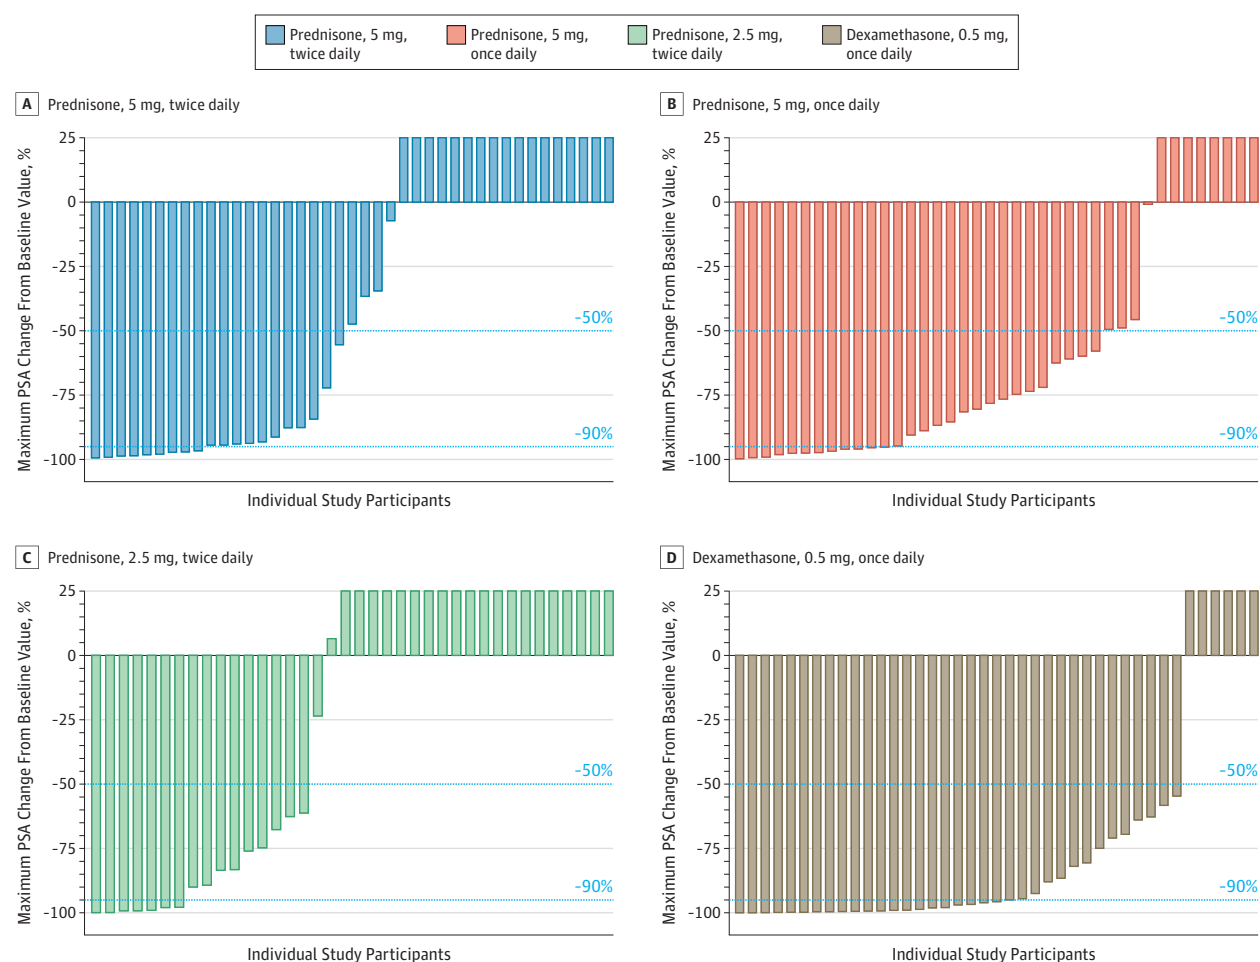 Prednisone, 5 mg, twice daily
Prednisone, 5 mg, once daily
Prednisone, 2.5 mg, twice daily
Dexamethasone, 0.5 mg, once daily
A Prednisone, 5 mg, twice daily
Maximum PSA Change From Baseline Value, %
25
0
-25
-50
-75
-100
-50%
-90%
Individual Study Participants
B Prednisone, 5 mg, once daily
Maximum PSA Change From Baseline Value, %
25
0
-25
-50
-75
-100
-50%
-90%
Individual Study Participants
C Prednisone, 2.5 mg, twice daily
Maximum PSA Change From Baseline Value, %
25
0
-25
-50
-75
-100
-50%
-90%
Individual Study Participants
D Dexamethasone, 0.5 mg, once daily
Maximum PSA Change From Baseline Value, %
25
0
-25
-50
-75
-100
-50%
-90%
Individual Study Participants